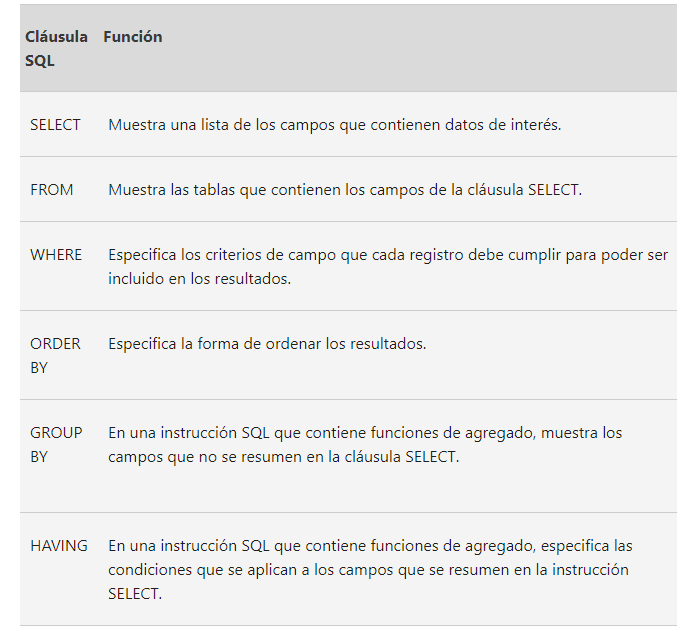 Cláusula Función
SQL
SELECT Muestra una lista de los campos que contienen datos de interés.
FROM Muestra las tablas que contienen los campos de la cláusula SELECT.
WHERE Especifica los criterios de campo que cada registro debe cumplir para poder ser
incluido en los resultados.
ORDER Especifica la forma de ordenar los resultados.
BY
GROUP En una instrucción SQL que contiene funciones de agregado, muestra los
BY campos que no se resumen en la cláusula SELECT.
HAVING En una instrucción SQL que contiene funciones de agregado, especifica las
condiciones que se aplican a los campos que se resumen en la instrucción
SELECT.